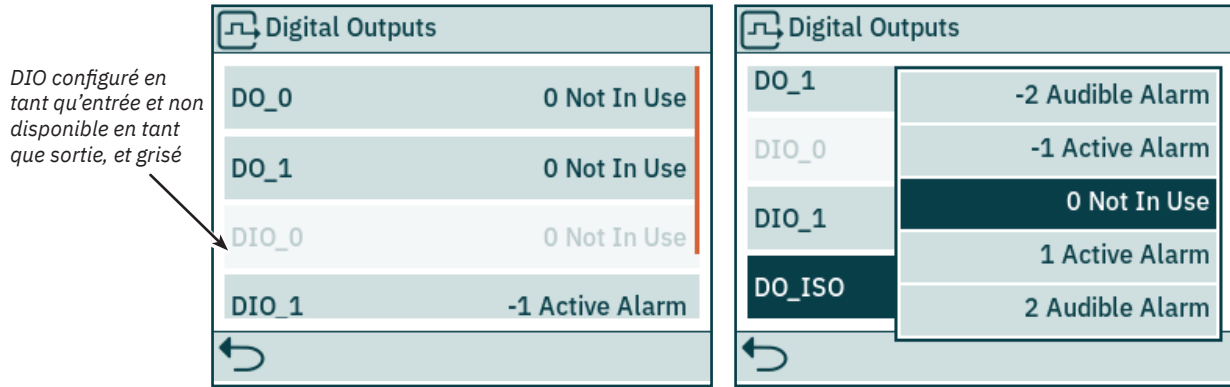 DIO configuré en
tant qu'entrée et non
disponible en tant
que sortie, et grisé
Digital Outputs
DO_0 0 Not In Use
DO_1 0 Not In Use
DIO_0 0 Not In Use
DIO_1 -1 Active Alarm
Digital Outputs
DO_1
DIO_0
DIO_1
DO_ISO
-2 Audible Alarm
-1 Active Alarm
0 Not In Use
1 Active Alarm
2 Audible Alarm